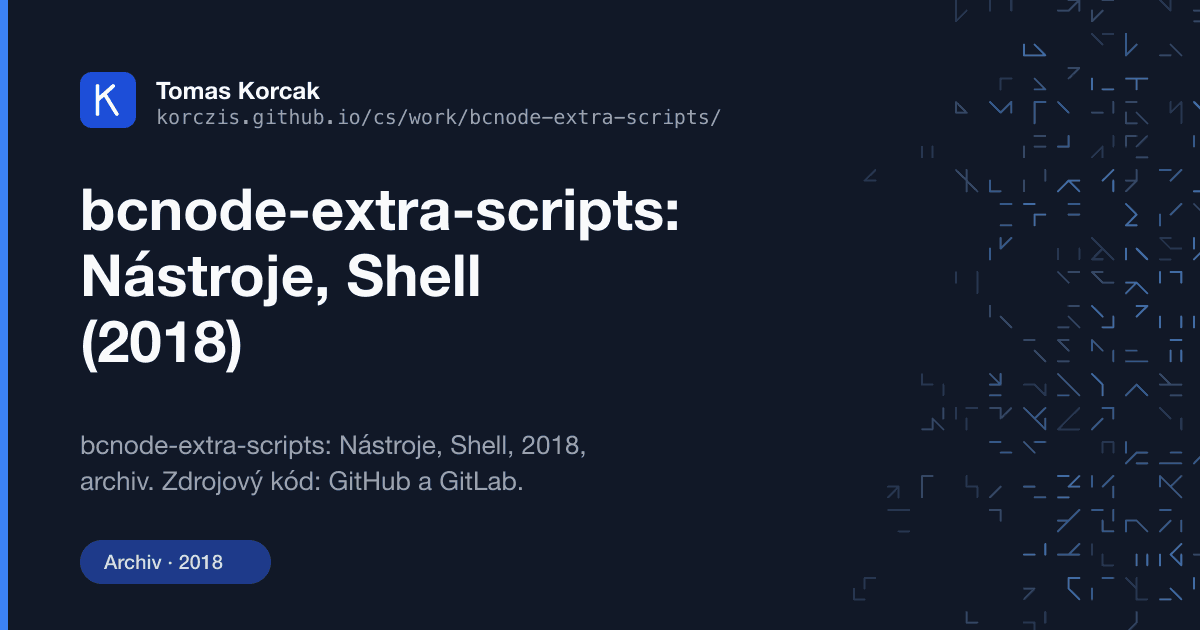 K
Tomas Korcak
korczis.github.io/cs/work/bcnode-extra-scripts/
bcnode-extra-scripts:
Nástroje, Shell
(2018)
bcnode-extra-scripts: Nástroje, Shell, 2018,
archiv. Zdrojový kód: GitHub a GitLab.
Archiv · 2018